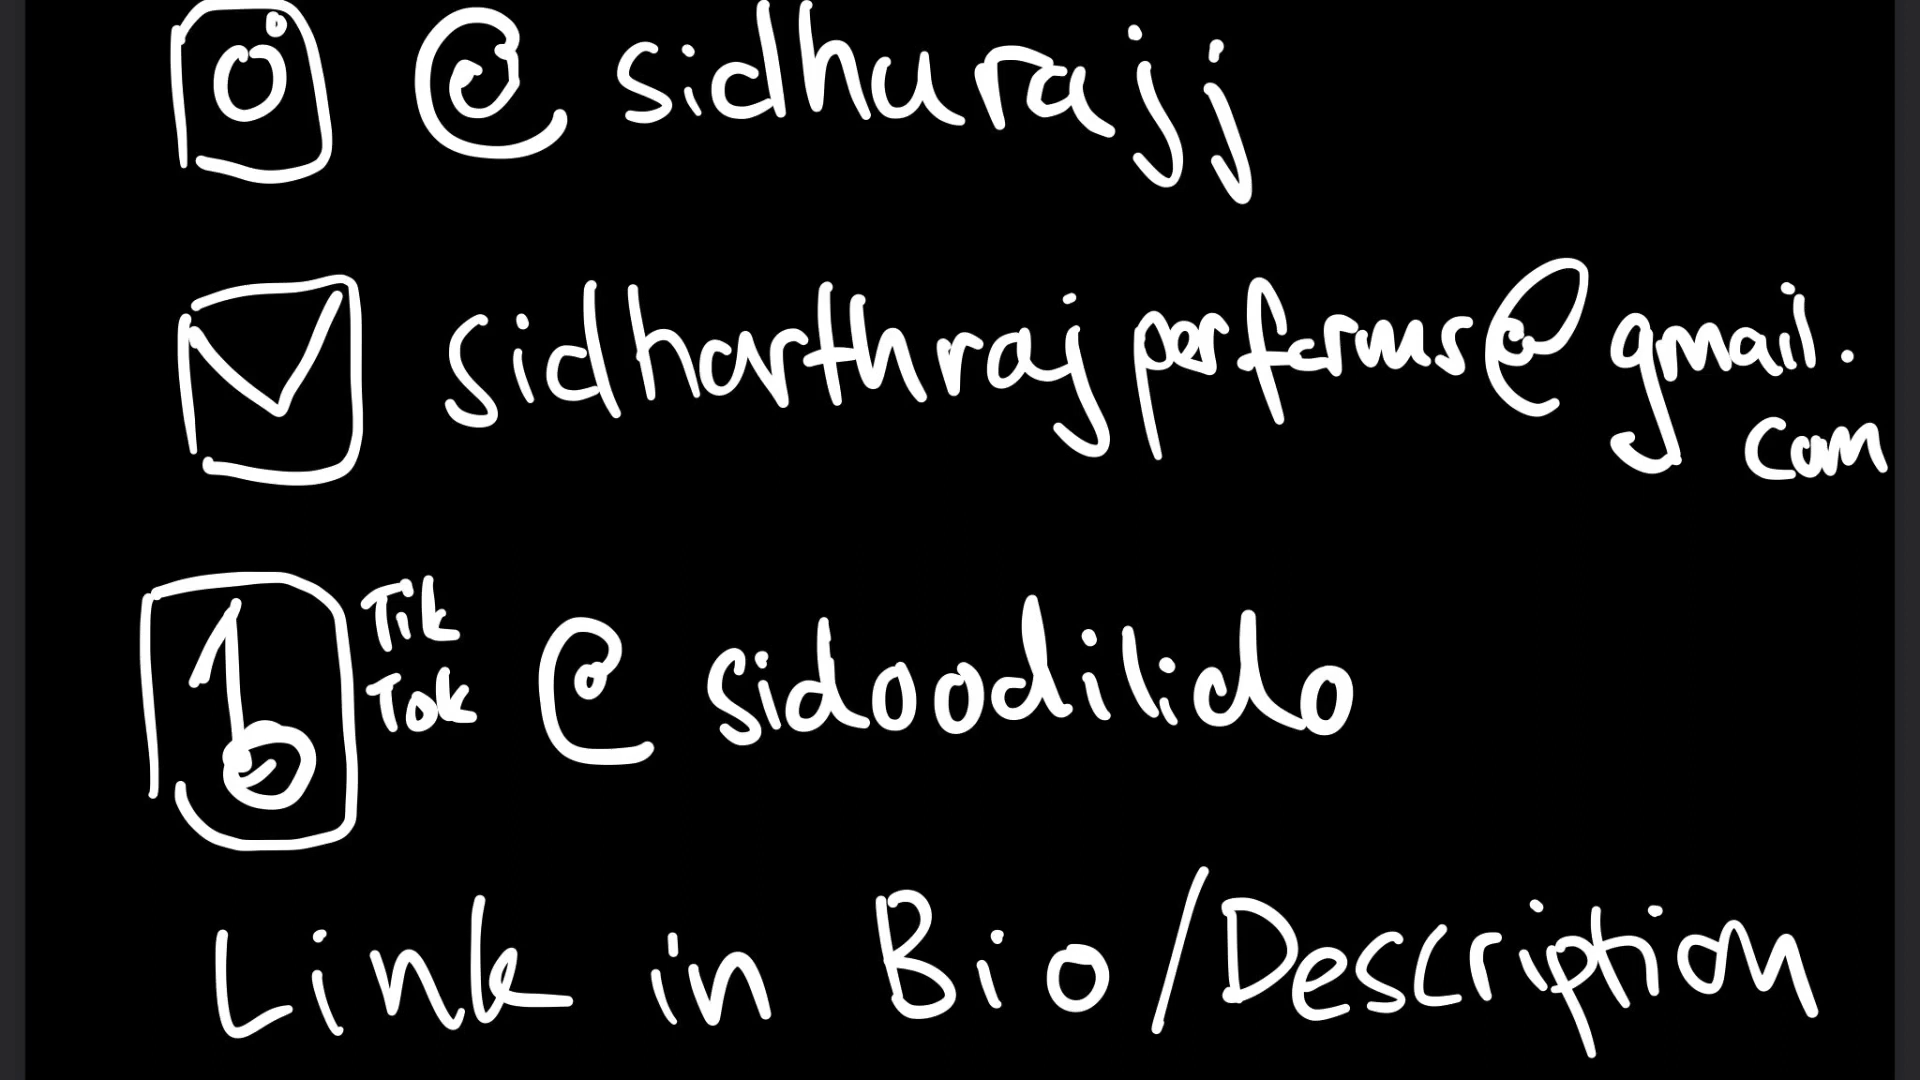 @sidhurajj
sidharthrajperforms@gmail.
com
Tik
Tok
@sidoodilido
Link in Bio/Description